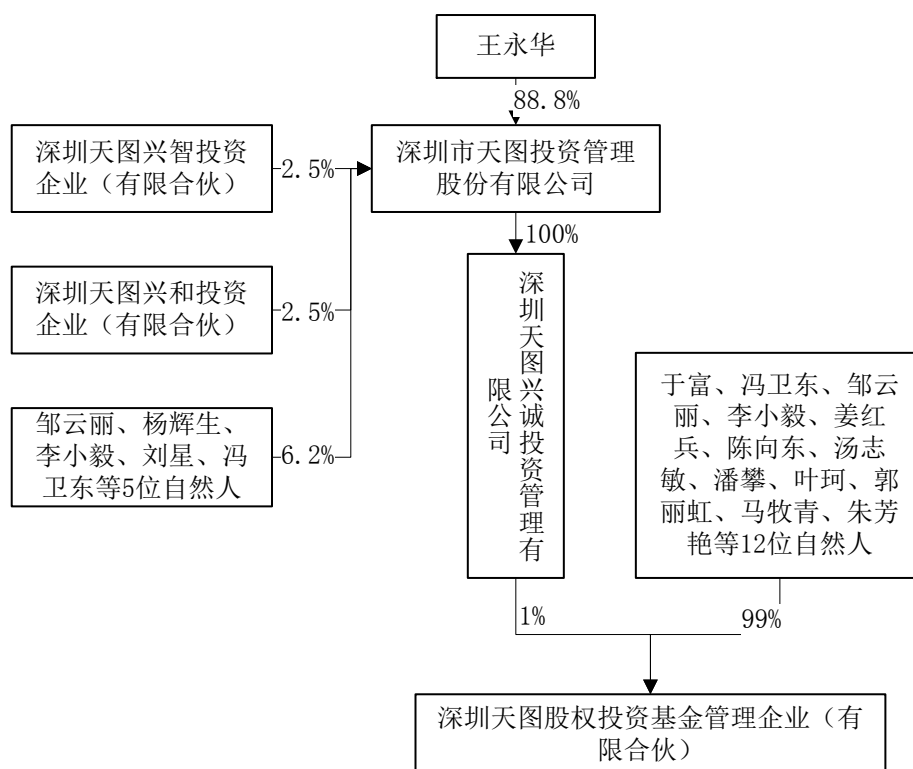 王永华
88.8%
深圳天图兴智投资
企业（有限合伙）
2.5%
深圳市天图投资管理
股份有限公司
100%
深圳天图兴和投资
企业（有限合伙）
2.5%
邹云丽、杨辉生、
李小毅、刘星、冯
卫东等5位自然人
6.2%
深圳天图兴诚投资管理有
限公司
于富、冯卫东、邹云
丽、李小毅、姜红
兵、陈向东、汤志
敏、潘攀、叶珂、郭
丽虹、马牧青、朱芳
艳等12位自然人
1%
99%
深圳天图股权投资基金管理企业（有
限合伙）